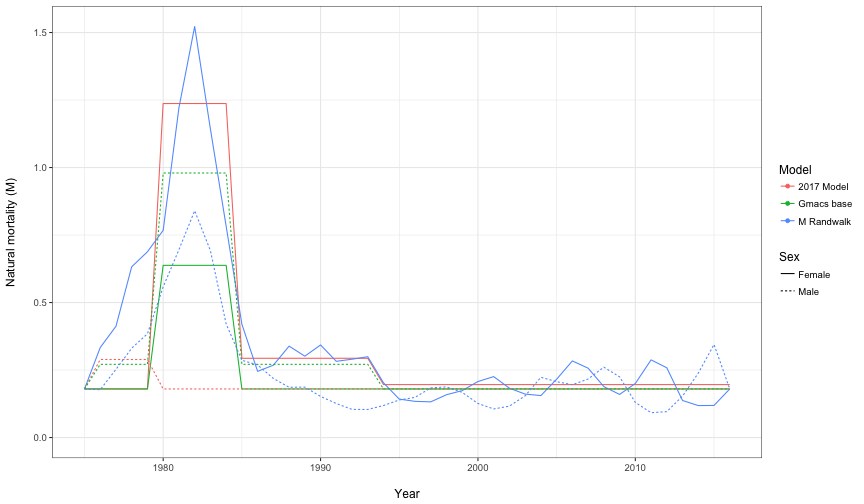 Natural mortality (M)
1.5
1.0
0.5
0.0
1980 1990 2000 2010
Year
Model
2017 Model
Gmacs base
M Randwalk
Sex
Female
Male